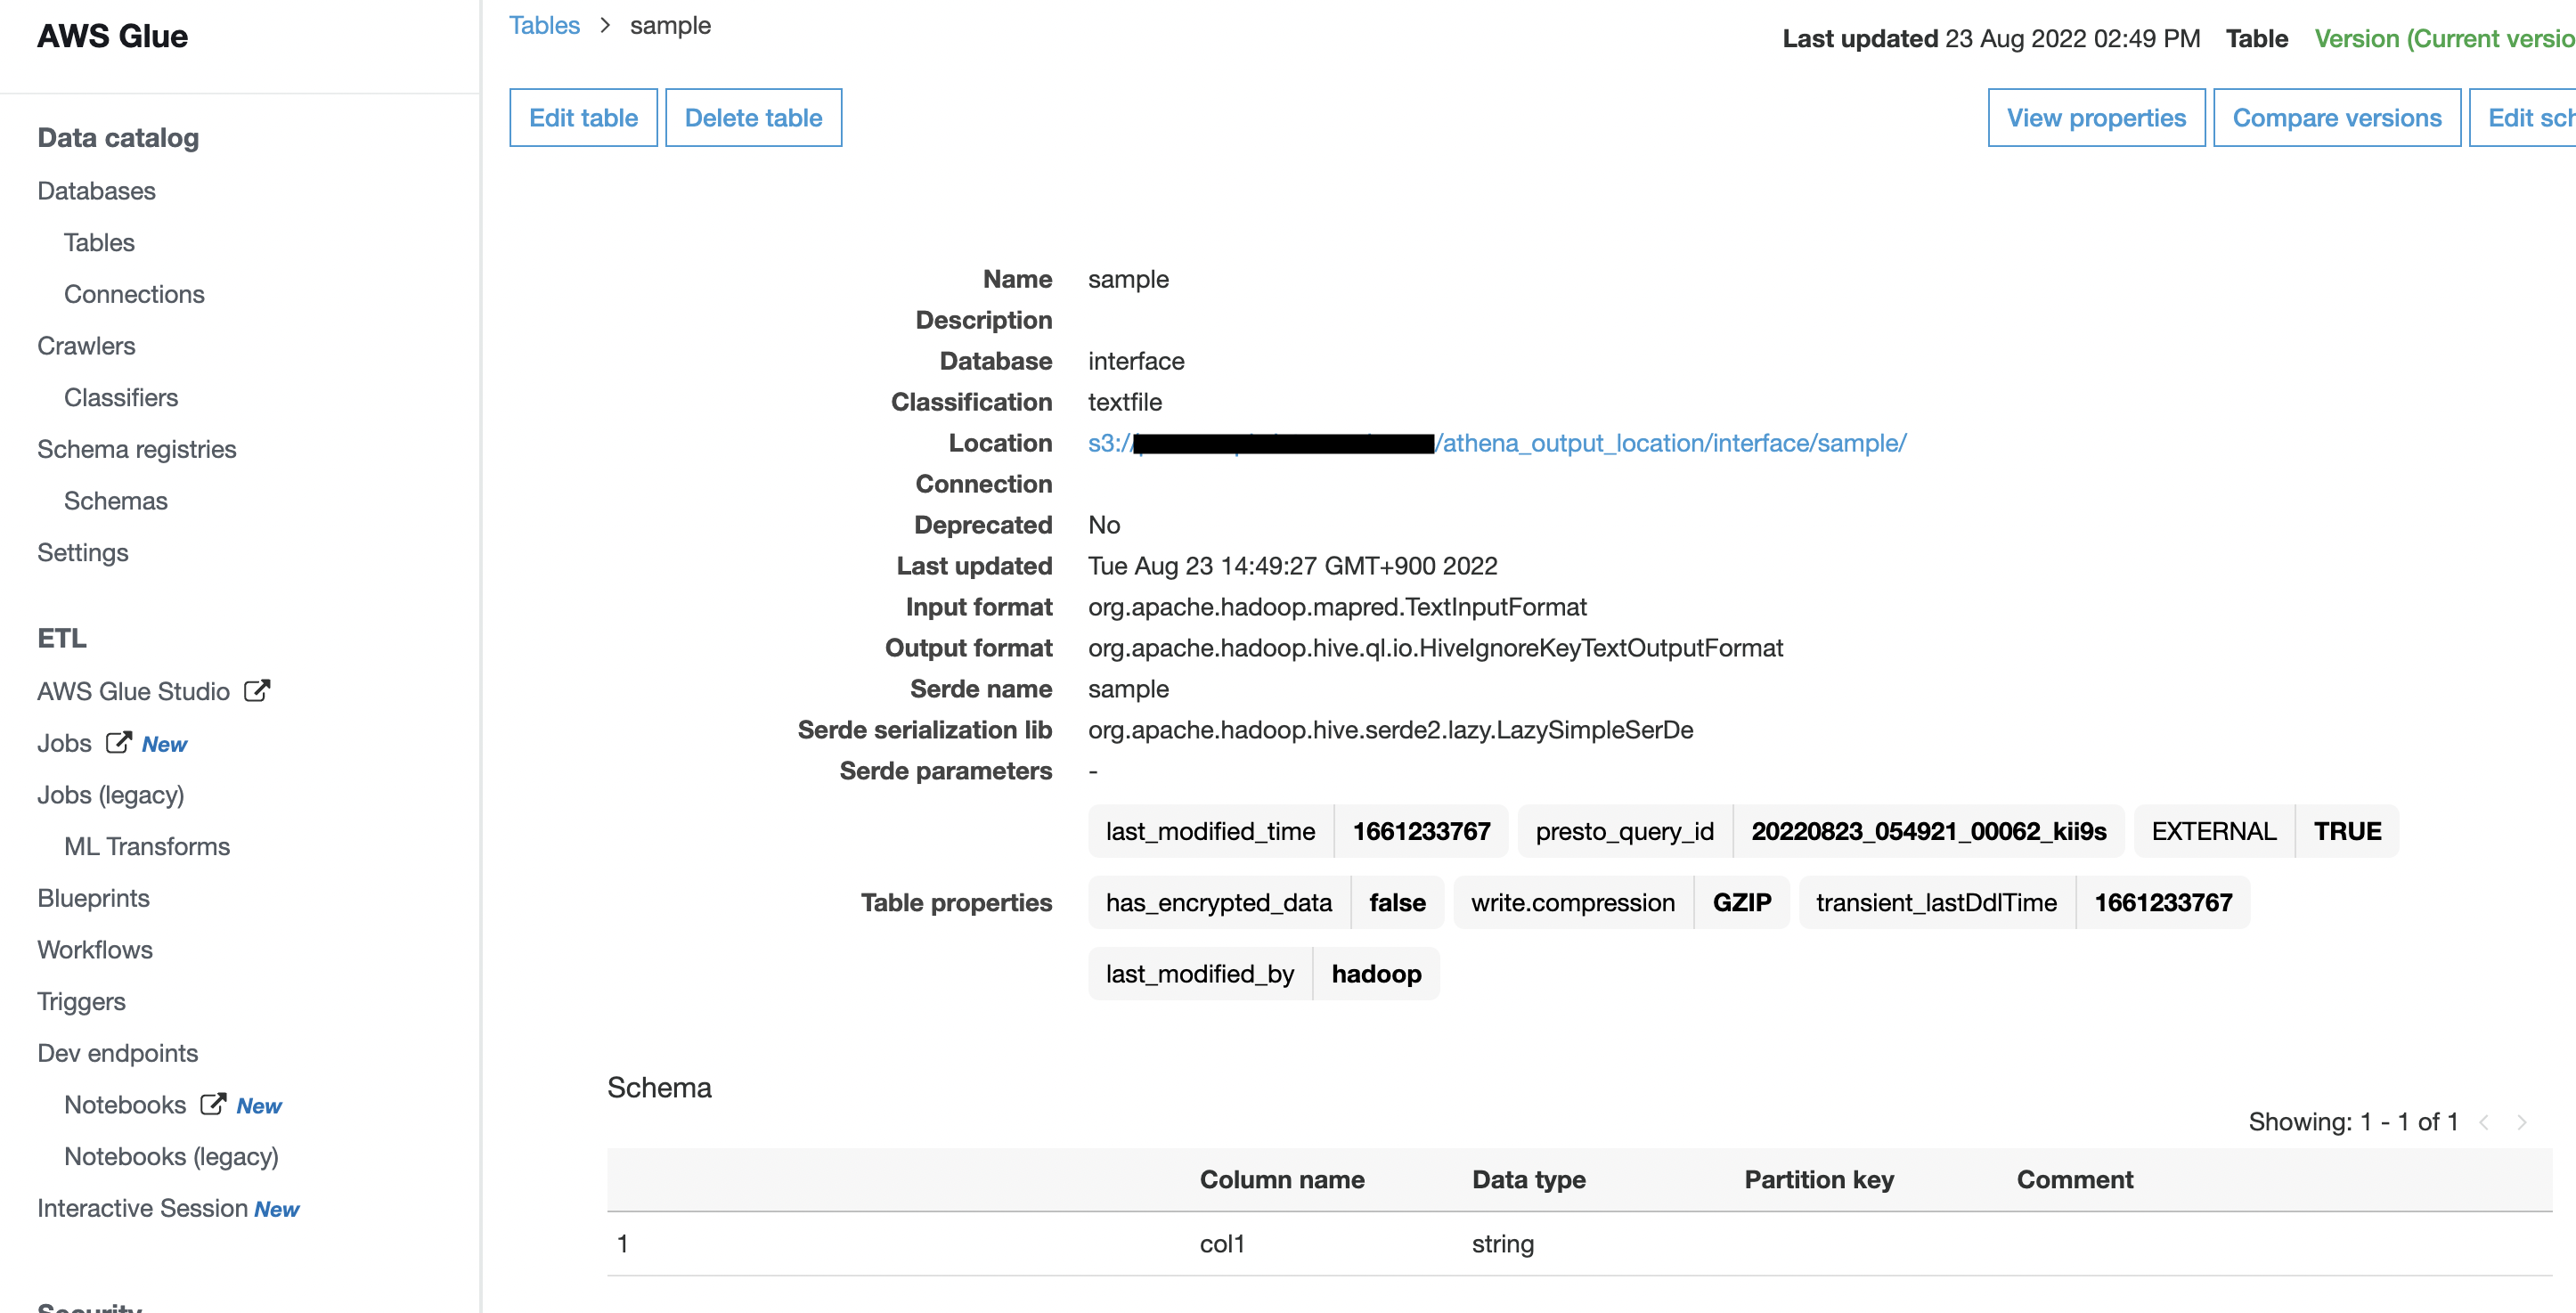 AWS Glue
Data catalog
Databases
Tables
Connections
Crawlers
Classifiers
Schema registries
Schemas
Settings
ETL
AWS Glue Studio
Jobs New
Jobs (legacy)
ML Transforms
Blueprints
Workflows
Triggers
Dev endpoints
Notebooks New
Notebooks (legacy)
Interactive Session New
Security
Tables > sample
Last updated 23 Aug 2022 02:49 PM Table Version (Current versio
Edit table Delete table View properties Compare versions Edit sch
Name sample
Description
Database interface
Classification textfile
Location s3:// /athena_output_location/interface/sample/
Connection
Deprecated No
Last updated Tue Aug 23 14:49:27 GMT+900 2022
Input format org.apache.hadoop.mapred.TextInputFormat
Output format org.apache.hadoop.hive.ql.io.HiveIgnoreKeyTextOutputFormat
Serde name sample
Serde serialization lib org.apache.hadoop.hive.serde2.lazy.LazySimpleSerDe
Serde parameters -
last_modified_time 1661233767 presto_query_id 20220823_054921_00062_kii9s EXTERNAL TRUE
Table properties has_encrypted_data false write.compression GZIP transient_lastDdlTime 1661233767
last_modified_by hadoop
Schema
Showing: 1 - 1 of 1 < >
Column name Data type Partition key Comment
1 col1 string